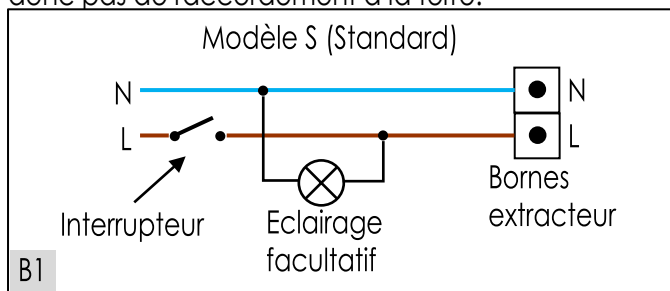 Modèle S (Standard)
N
N
L
L
Interrupteur
Eclairage
facultatif
Bornes
extracteur
B1